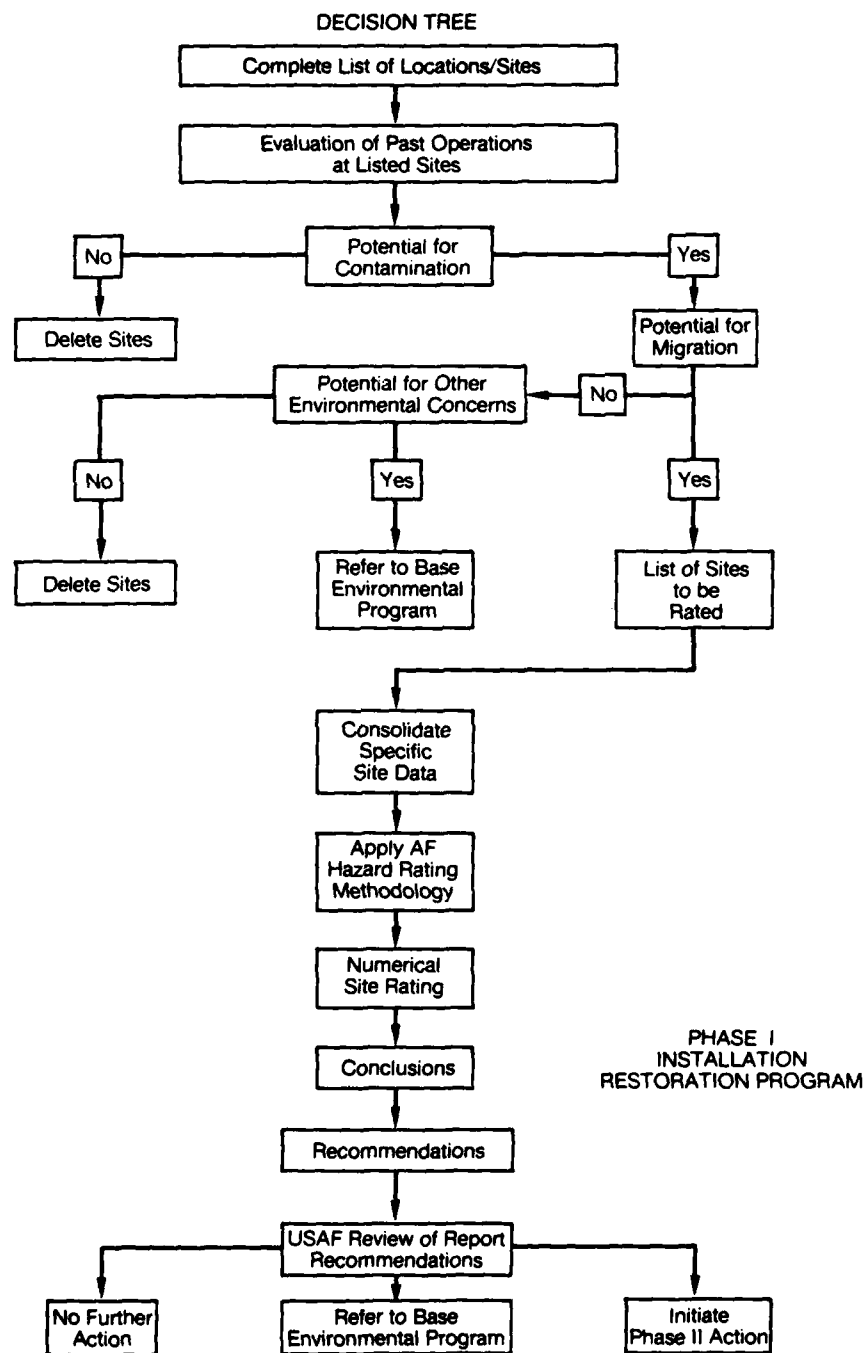 DECISION TREE
Complete List of Locations/Sites
Evaluation of Past Operations
at Listed Sites
No
Potential for
Contamination
Yes
Delete Sites
Potential for
Migration
Potential for Other
Environmental Concerns
No
No
Yes
Yes
Delete Sites
Refer to Base
Environmental
Program
List of Sites
to be
Rated
Consolidate
Specific
Site Data
Apply AF
Hazard Rating
Methodology
Numerical
Site Rating
PHASE I
INSTALLATION
RESTORATION PROGRAM
Conclusions
Recommendations
USAF Review of Report
Recommendations
No Further
Action
Refer to Base
Environmental Program
Initiate
Phase II Action